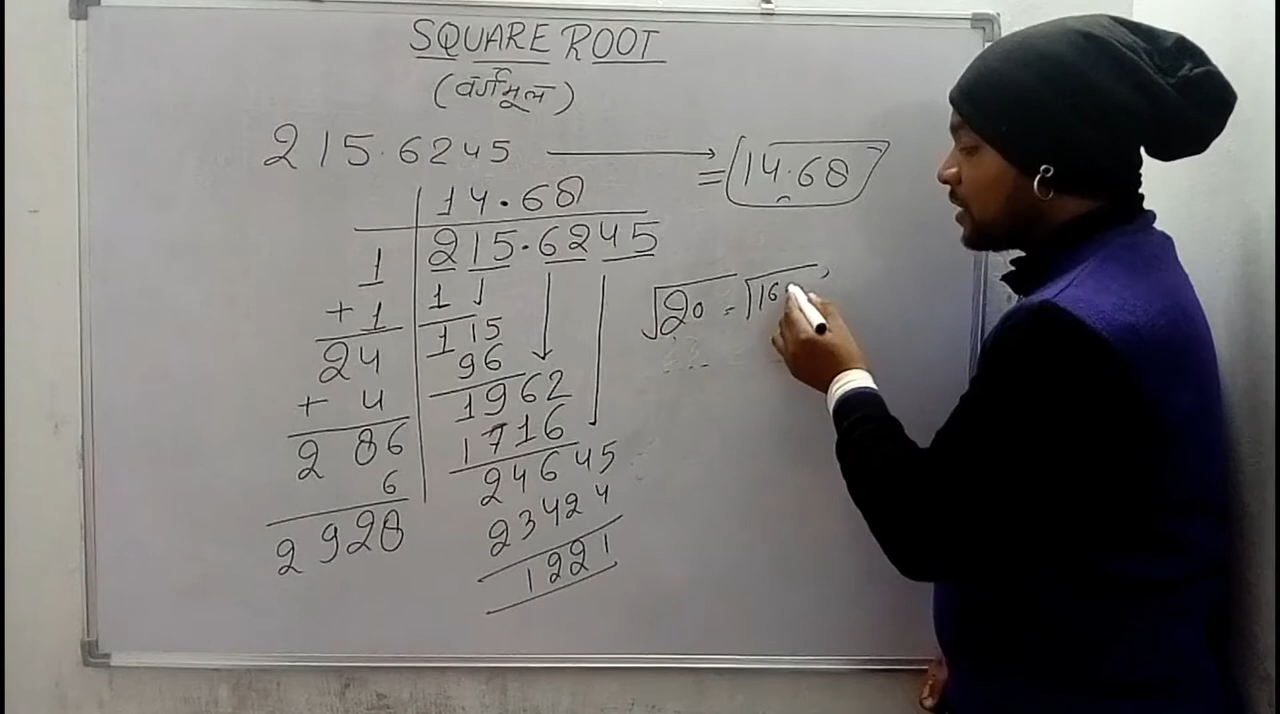 SQUARE ROOT
(वर्गमूल)
215.6245 → = 14.68
14.68
1 215.6245
+ 1 1
24 115
+ 4 96
286 1962
6 1716
2928 24645
23424
1221
√20 = √16